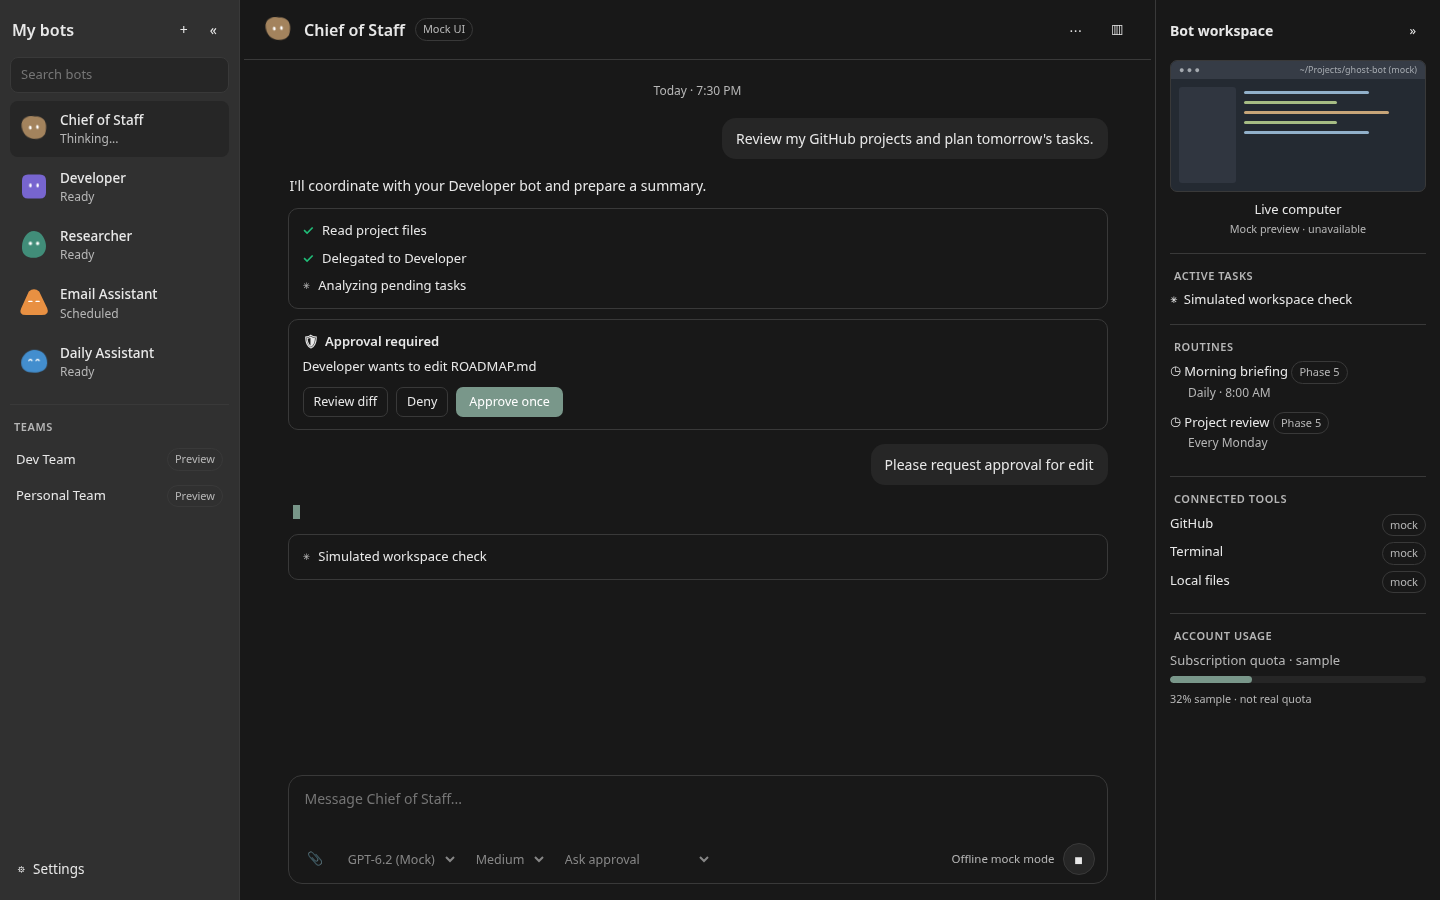 My bots
+
«
Search bots
Chief of Staff
Thinking...
Developer
Ready
Researcher
Ready
Email Assistant
Scheduled
Daily Assistant
Ready
TEAMS
Dev Team Preview
Personal Team Preview
Settings
Chief of Staff Mock UI
...
Today · 7:30 PM
Review my GitHub projects and plan tomorrow's tasks.
I'll coordinate with your Developer bot and prepare a summary.
Read project files
Delegated to Developer
Analyzing pending tasks
Approval required
Developer wants to edit ROADMAP.md
Review diff Deny Approve once
Please request approval for edit
Simulated workspace check
Message Chief of Staff...
GPT-6.2 (Mock) Medium Ask approval Offline mock mode
Bot workspace »
~/Projects/ghost-bot (mock)
Live computer
Mock preview · unavailable
ACTIVE TASKS
Simulated workspace check
ROUTINES
Morning briefing Phase 5
Daily · 8:00 AM
Project review Phase 5
Every Monday
CONNECTED TOOLS
GitHub mock
Terminal mock
Local files mock
ACCOUNT USAGE
Subscription quota · sample
32% sample · not real quota